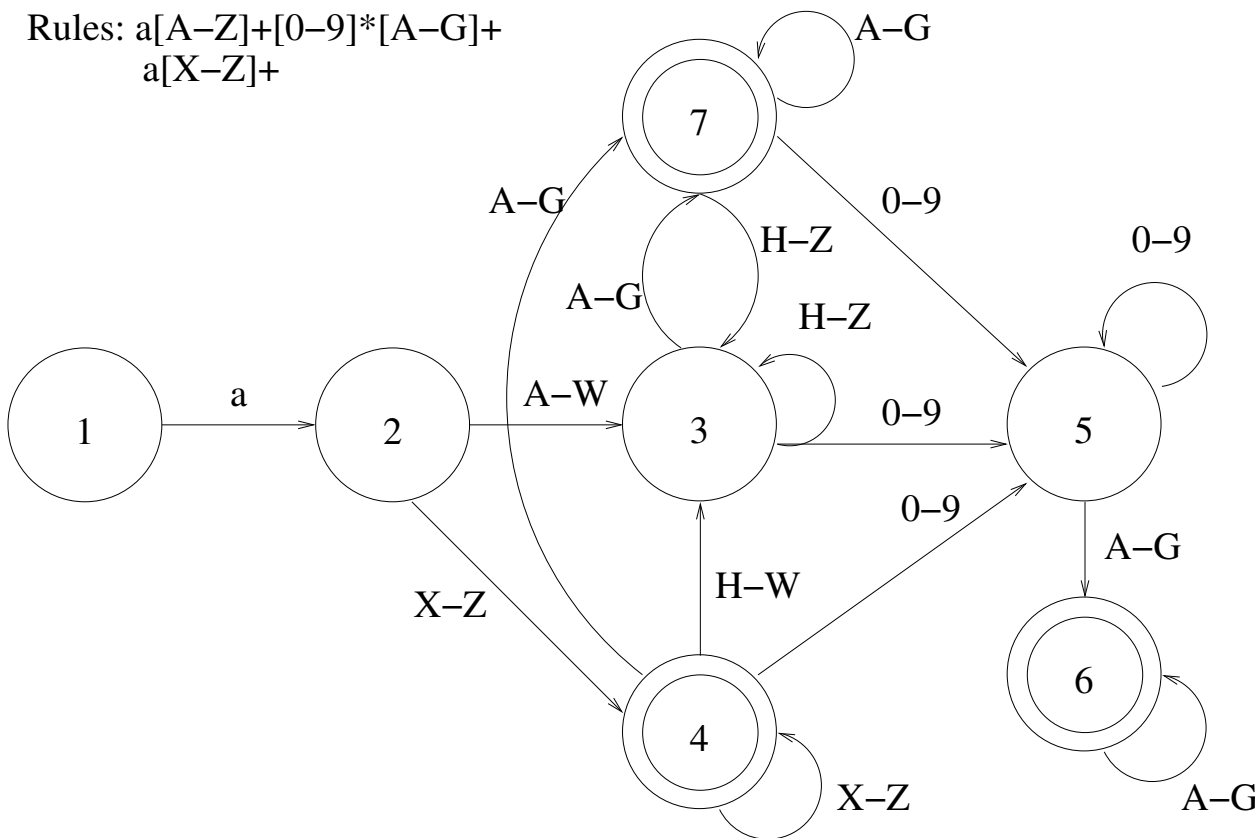 Rules: a[A−Z]+[0−9]*[A−G]+
a[X−Z]+
A−G
7
A−G
0−9
H−Z
0−9
A−G
H−Z
a
A−W
0−9
1
2
3
5
0−9
A−G
X−Z
H−W
6
4
X−Z
A−G